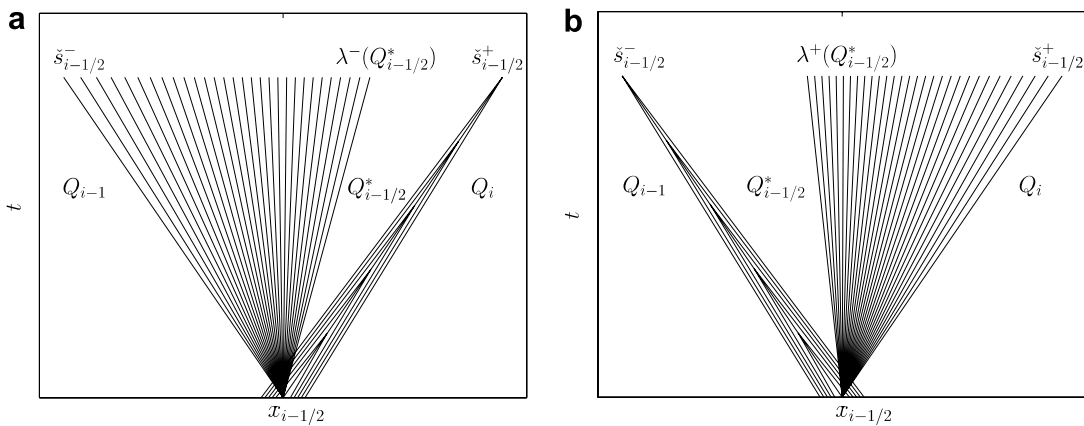 a
š⁻ᵢ₋₁/₂ λ⁻(Q*ᵢ₋₁/₂) š⁺ᵢ₋₁/₂
Qᵢ₋₁ Q*ᵢ₋₁/₂ Qᵢ
t
xᵢ₋₁/₂
b
š⁻ᵢ₋₁/₂ λ⁺(Q*ᵢ₋₁/₂) š⁺ᵢ₋₁/₂
Qᵢ₋₁ Q*ᵢ₋₁/₂ Qᵢ
t
xᵢ₋₁/₂